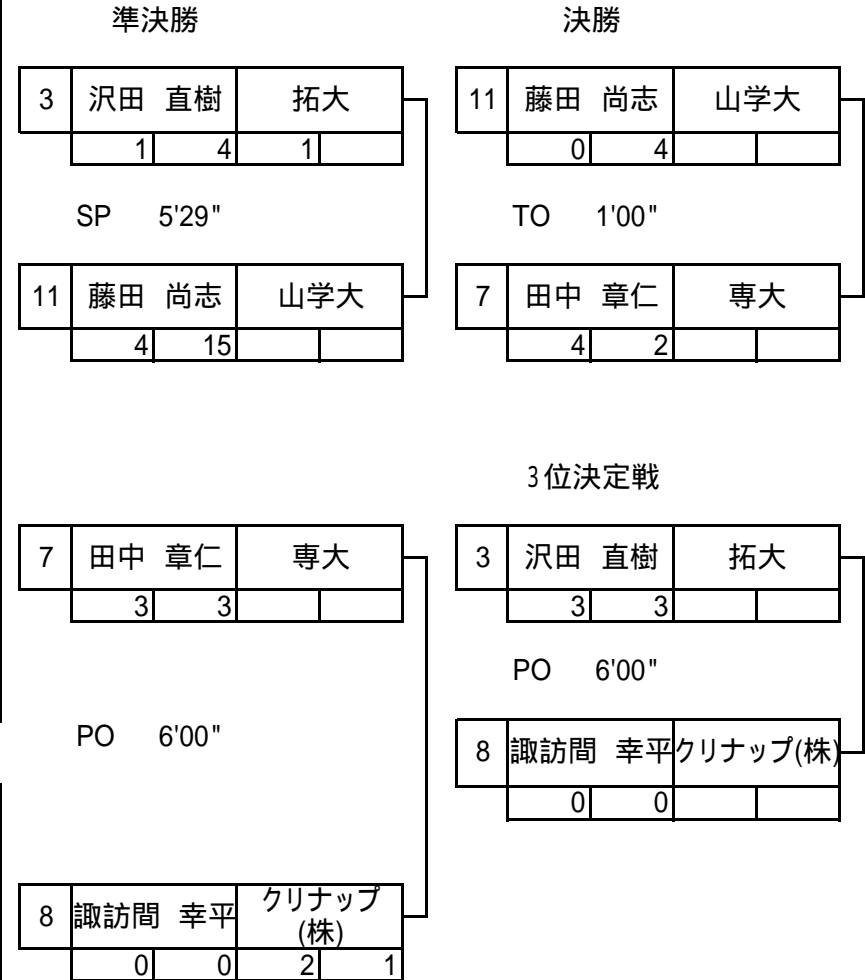 準決勝
3 沢田 直樹 拓大
1 4 1
SP 5'29"
11 藤田 尚志 山学大
4 15
7 田中 章仁 専大
3 3
PO 6'00"
8 諏訪間 幸平 クリナップ
(株)
0 0 2 1
決勝
11 藤田 尚志 山学大
0 4
TO 1'00"
7 田中 章仁 専大
4 2
3位決定戦
3 沢田 直樹 拓大
3 3
PO 6'00"
8 諏訪間 幸平 クリナップ(株)
0 0